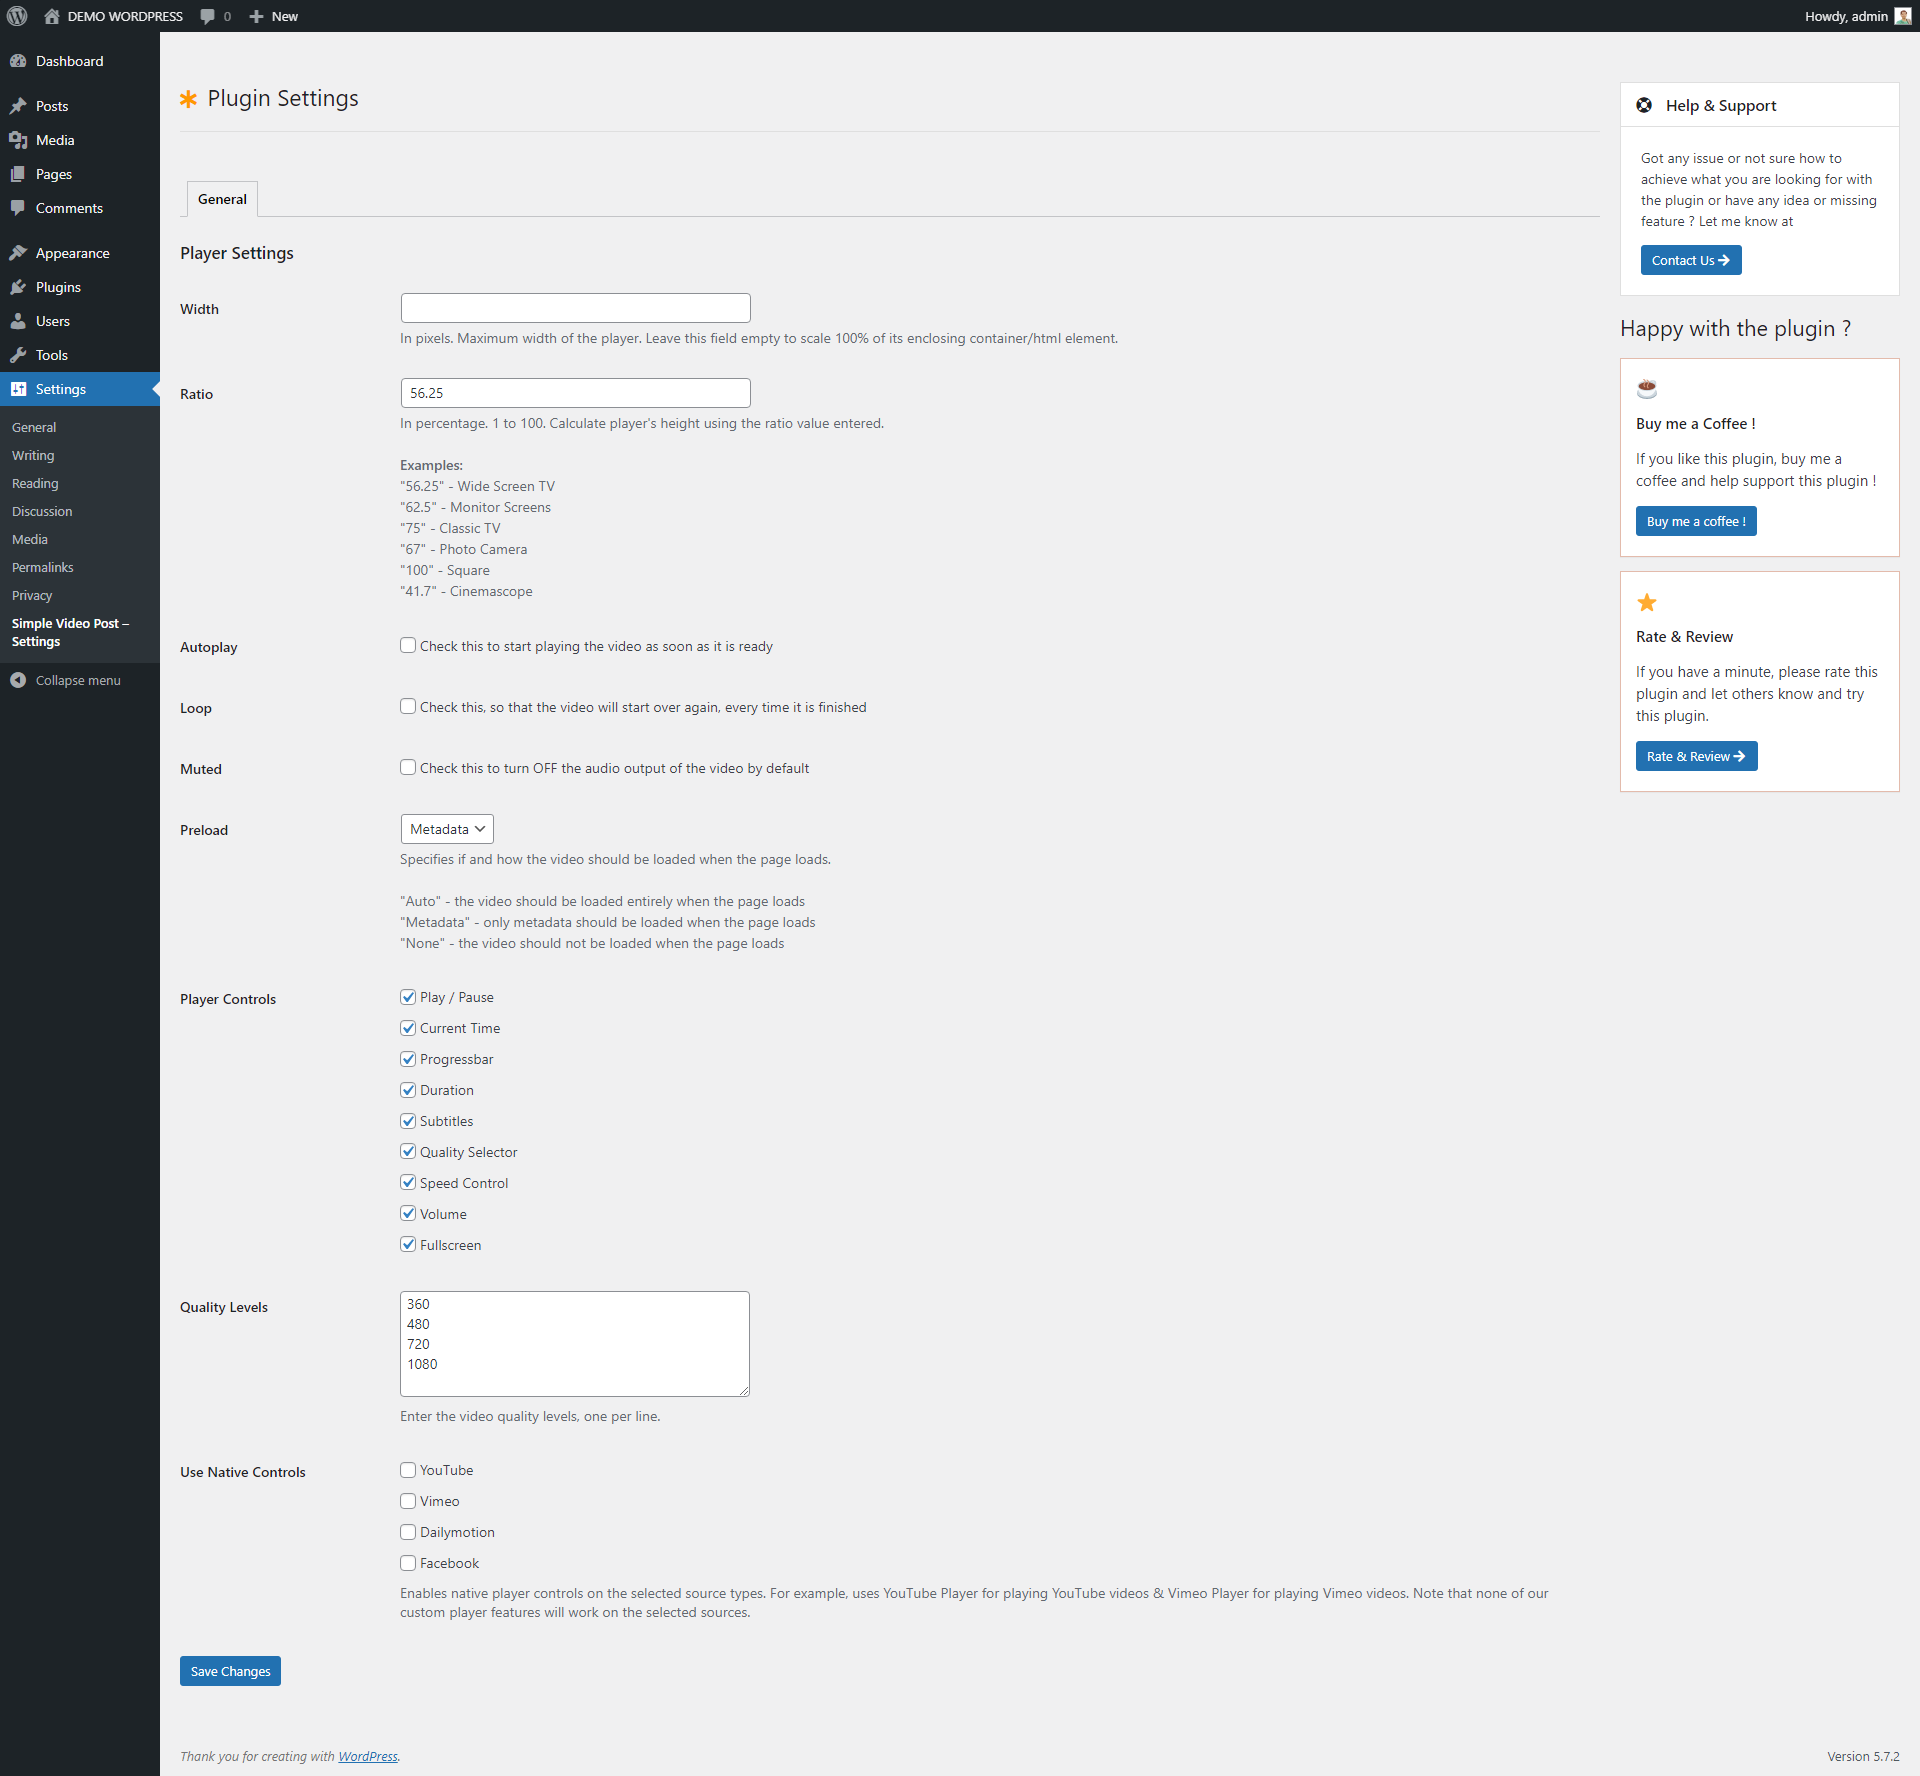 DEMO WORDPRESS
0
New
Howdy, admin
Dashboard
Posts
Media
Pages
Comments
Appearance
Plugins
Users
Tools
Settings
General
Writing
Reading
Discussion
Media
Permalinks
Privacy
Simple Video Post –
Settings
Collapse menu
Plugin Settings
General
Player Settings
Width
In pixels. Maximum width of the player. Leave this field empty to scale 100% of its enclosing container/html element.
Ratio
56.25
In percentage. 1 to 100. Calculate player's height using the ratio value entered.
Examples:
"56.25" - Wide Screen TV
"62.5" - Monitor Screens
"75" - Classic TV
"67" - Photo Camera
"100" - Square
"41.7" - Cinemascope
Autoplay
Check this to start playing the video as soon as it is ready
Loop
Check this, so that the video will start over again, every time it is finished
Muted
Check this to turn OFF the audio output of the video by default
Preload
Metadata
Specifies if and how the video should be loaded when the page loads.
"Auto" - the video should be loaded entirely when the page loads
"Metadata" - only metadata should be loaded when the page loads
"None" - the video should not be loaded when the page loads
Player Controls
Play / Pause
Current Time
Progressbar
Duration
Subtitles
Quality Selector
Speed Control
Volume
Fullscreen
Quality Levels
360
480
720
1080
Enter the video quality levels, one per line.
Use Native Controls
YouTube
Vimeo
Dailymotion
Facebook
Enables native player controls on the selected source types. For example, uses YouTube Player for playing YouTube videos & Vimeo Player for playing Vimeo videos. Note that none of our
custom player features will work on the selected sources.
Save Changes
Help & Support
Got any issue or not sure how to
achieve what you are looking for with
the plugin or have any idea or missing
feature ? Let me know at
Contact Us
Happy with the plugin ?
Buy me a Coffee !
If you like this plugin, buy me a
coffee and help support this plugin !
Buy me a coffee !
Rate & Review
If you have a minute, please rate this
plugin and let others know and try
this plugin.
Rate & Review
Thank you for creating with WordPress.
Version 5.7.2